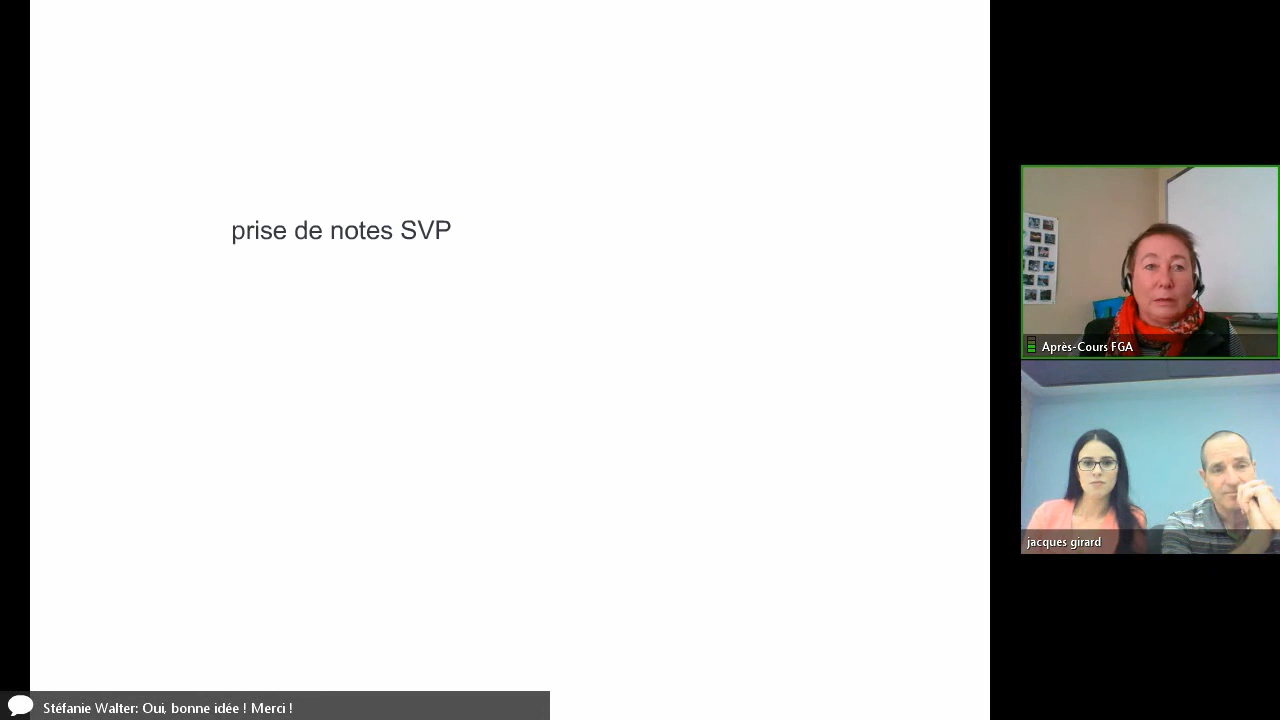 prise de notes SVP
Après-Cours FGA
jacques girard
Stéfanie Walter: Oui, bonne idée ! Merci !